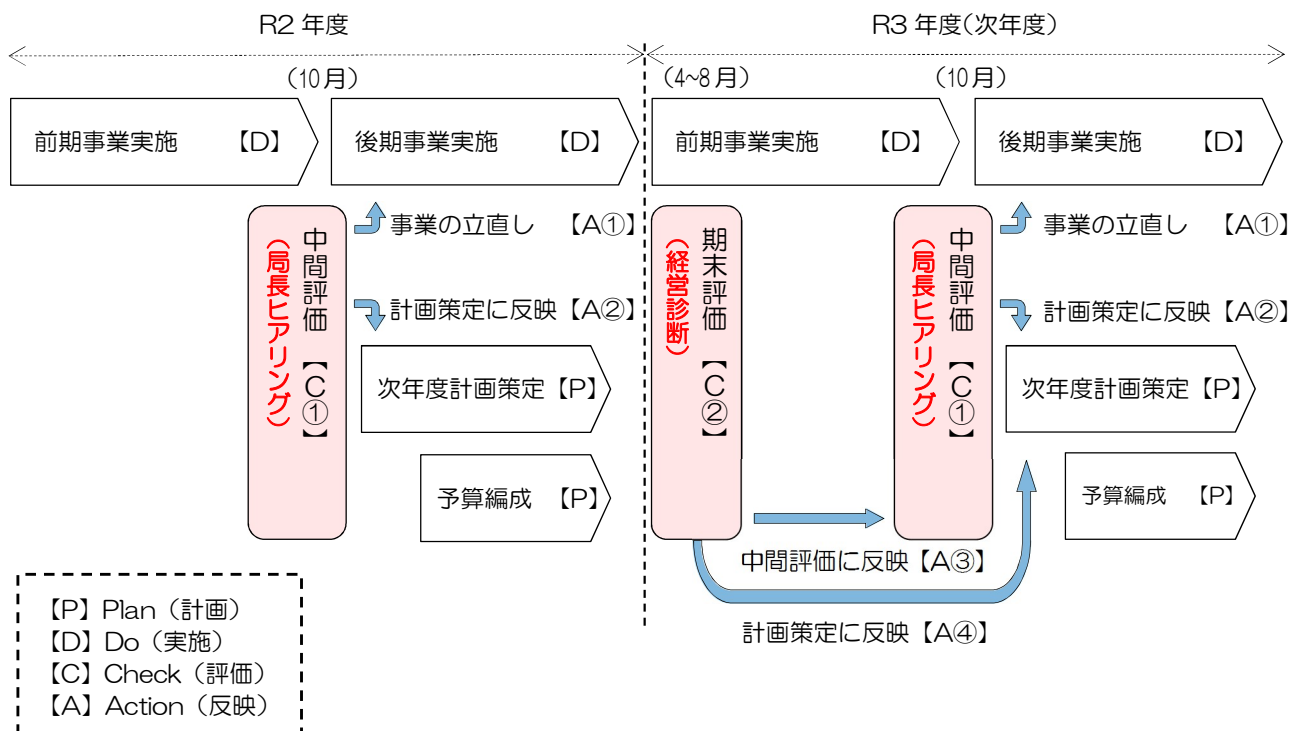 R2 年度
R3 年度(次年度)
(10月)
(4~8月)
(10月)
前期事業実施 【D】
後期事業実施 【D】
前期事業実施 【D】
後期事業実施 【D】
中間評価 【C①】
(局長ヒアリング)
事業の立直し 【A①】
計画策定に反映【A②】
次年度計画策定【P】
予算編成 【P】
期末評価 【C②】
(経営診断)
中間評価 【C①】
(局長ヒアリング)
事業の立直し 【A①】
計画策定に反映【A②】
次年度計画策定【P】
予算編成 【P】
中間評価に反映【A③】
計画策定に反映【A④】
【P】Plan(計画)
【D】Do(実施)
【C】Check(評価)
【A】Action(反映)